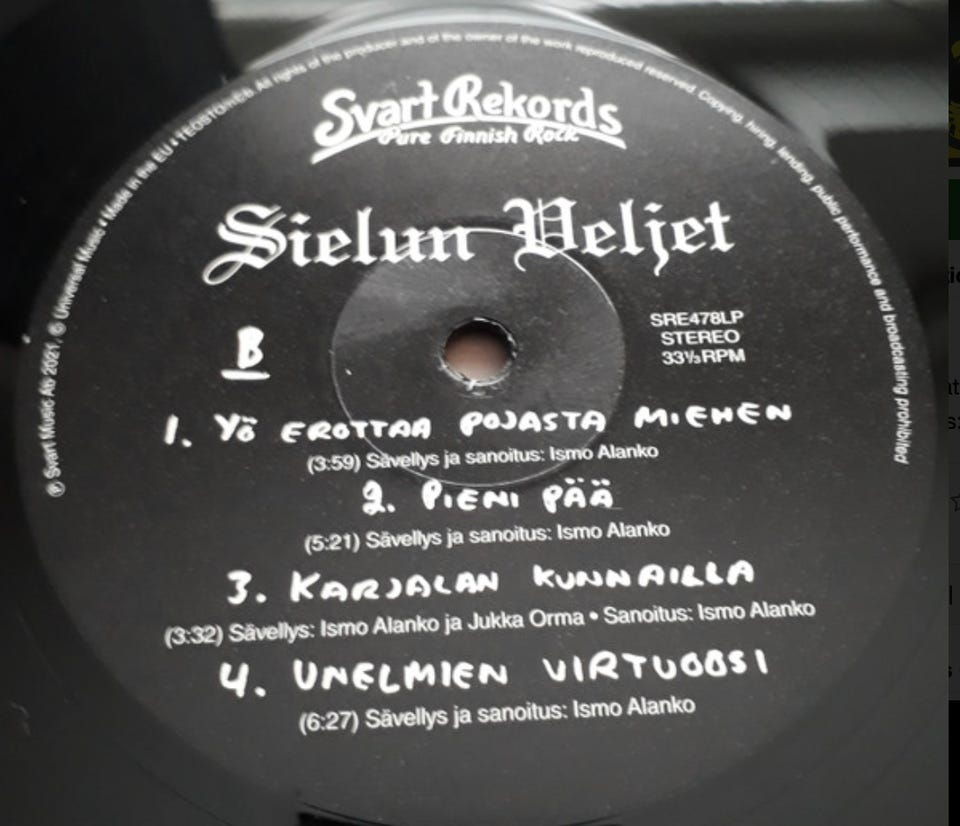 Svart Rekords
Pure Finnish Rock
Sielun Veljet
B
SRE478LP
STEREO
33⅓RPM
1. YÖ EROTTAA POJASTA MIEHEN
(3:59) Sävellys ja sanoitus: Ismo Alanko
2. PIENI PÄÄ
(5:21) Sävellys ja sanoitus: Ismo Alanko
3. KARJALAN KUNNAILLA
(3:32) Sävellys: Ismo Alanko ja Jukka Orma • Sanoitus: Ismo Alanko
4. UNELMIEN VIRTUOOSI
(6:27) Sävellys ja sanoitus: Ismo Alanko
℗ Svart Music Ab 2021, © Universal Music • Made in the EU • TEOSTO/n©b. All rights of the producer and of the owner of the work reproduced reserved. Copying, hiring, lending, public performance and broadcasting prohibited